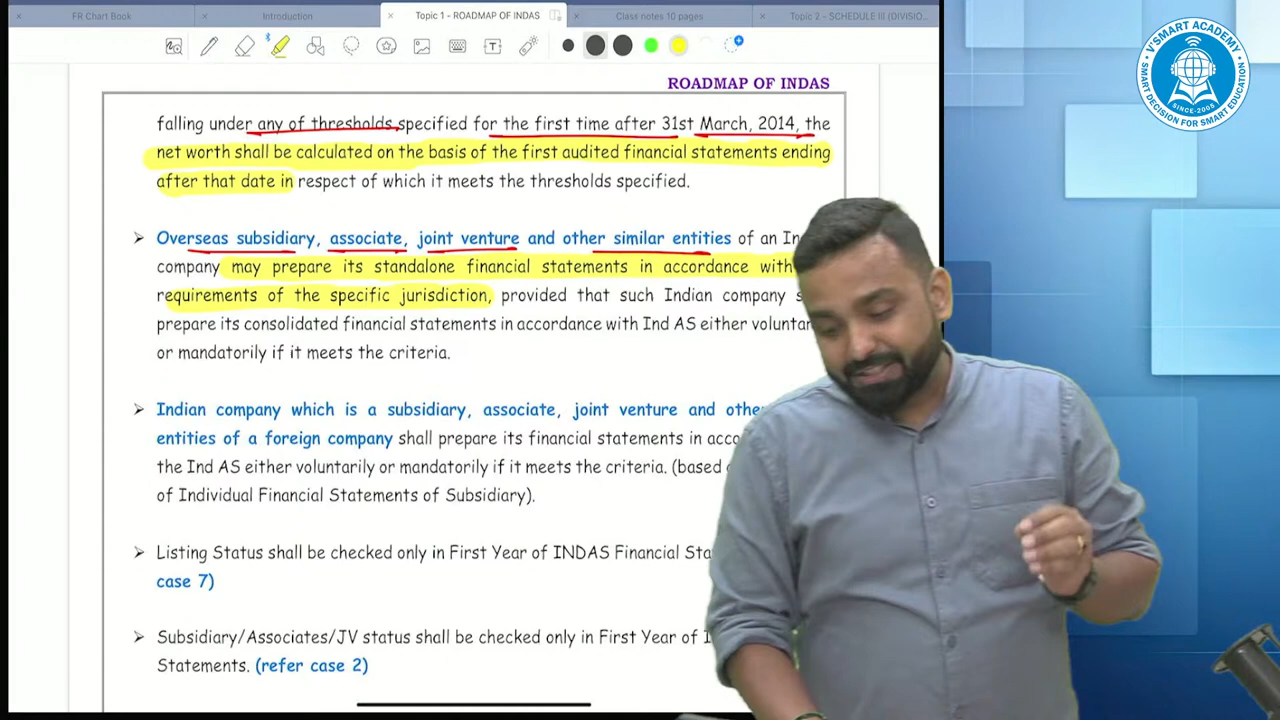 FR Chart Book
Introduction
Topic 1 - ROADMAP OF INDAS
Class notes 10 pages
Topic 2 - SCHEDULE III (DIVISIO...
ROADMAP OF INDAS
falling under any of thresholds specified for the first time after 31st March, 2014, the
net worth shall be calculated on the basis of the first audited financial statements ending
after that date in respect of which it meets the thresholds specified.
Overseas subsidiary, associate, joint venture and other similar entities of an
company may prepare its standalone financial statements in accordance with
requirements of the specific jurisdiction, provided that such Indian company
prepare its consolidated financial statements in accordance with Ind AS either
or mandatorily if it meets the criteria.
Indian company which is a subsidiary, associate, joint venture and
entities of a foreign company shall prepare its financial statements in
the Ind AS either voluntarily or mandatorily if it meets the criteria. (based
of Individual Financial Statements of Subsidiary).
Listing Status shall be checked only in First Year of INDAS Financial
case 7)
Subsidiary/Associates/JV status shall be checked only in First Year of
Statements. (refer case 2)
V'SMART ACADEMY
SMART DECISION FOR SMART EDUCATION
SINCE-2005